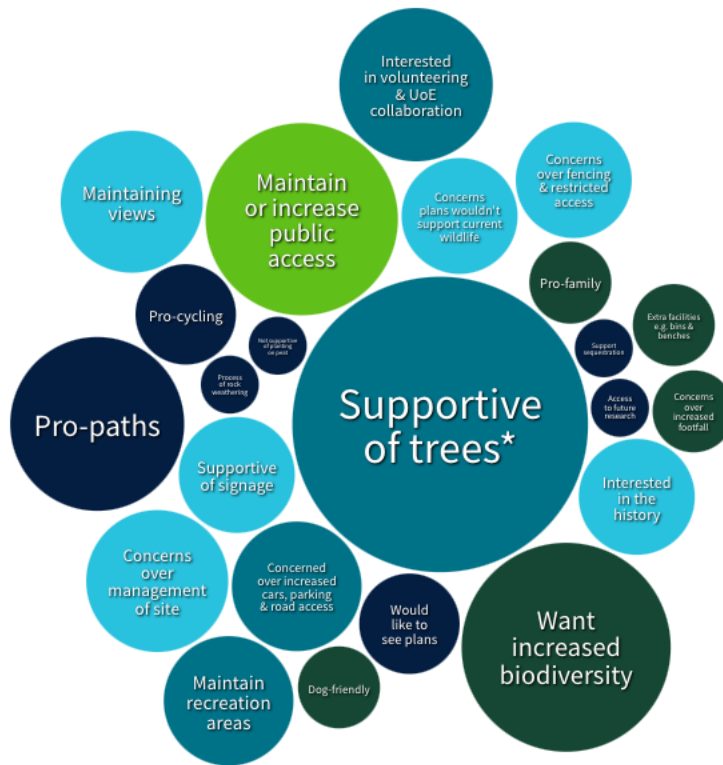 Interested
in volunteering
& UoE
collaboration
Maintaining
views
Maintain
or increase
public
access
Concerns
plans wouldn't
support current
wildlife
Concerns
over fencing
& restricted
access
Pro-family
Extra facilities
e.g. bins &
benches
Pro-cycling
Not supportive
of planting
on peat
Support
sequestration
Process
of rock
weathering
Access
to future
research
Concerns
over
increased
footfall
Pro-paths
Supportive
of trees*
Supportive
of signage
Interested
in the
history
Concerns
over
management
of site
Concerned
over increased
cars, parking
& road access
Would
like to
see plans
Want
increased
biodiversity
Maintain
recreation
areas
Dog-friendly